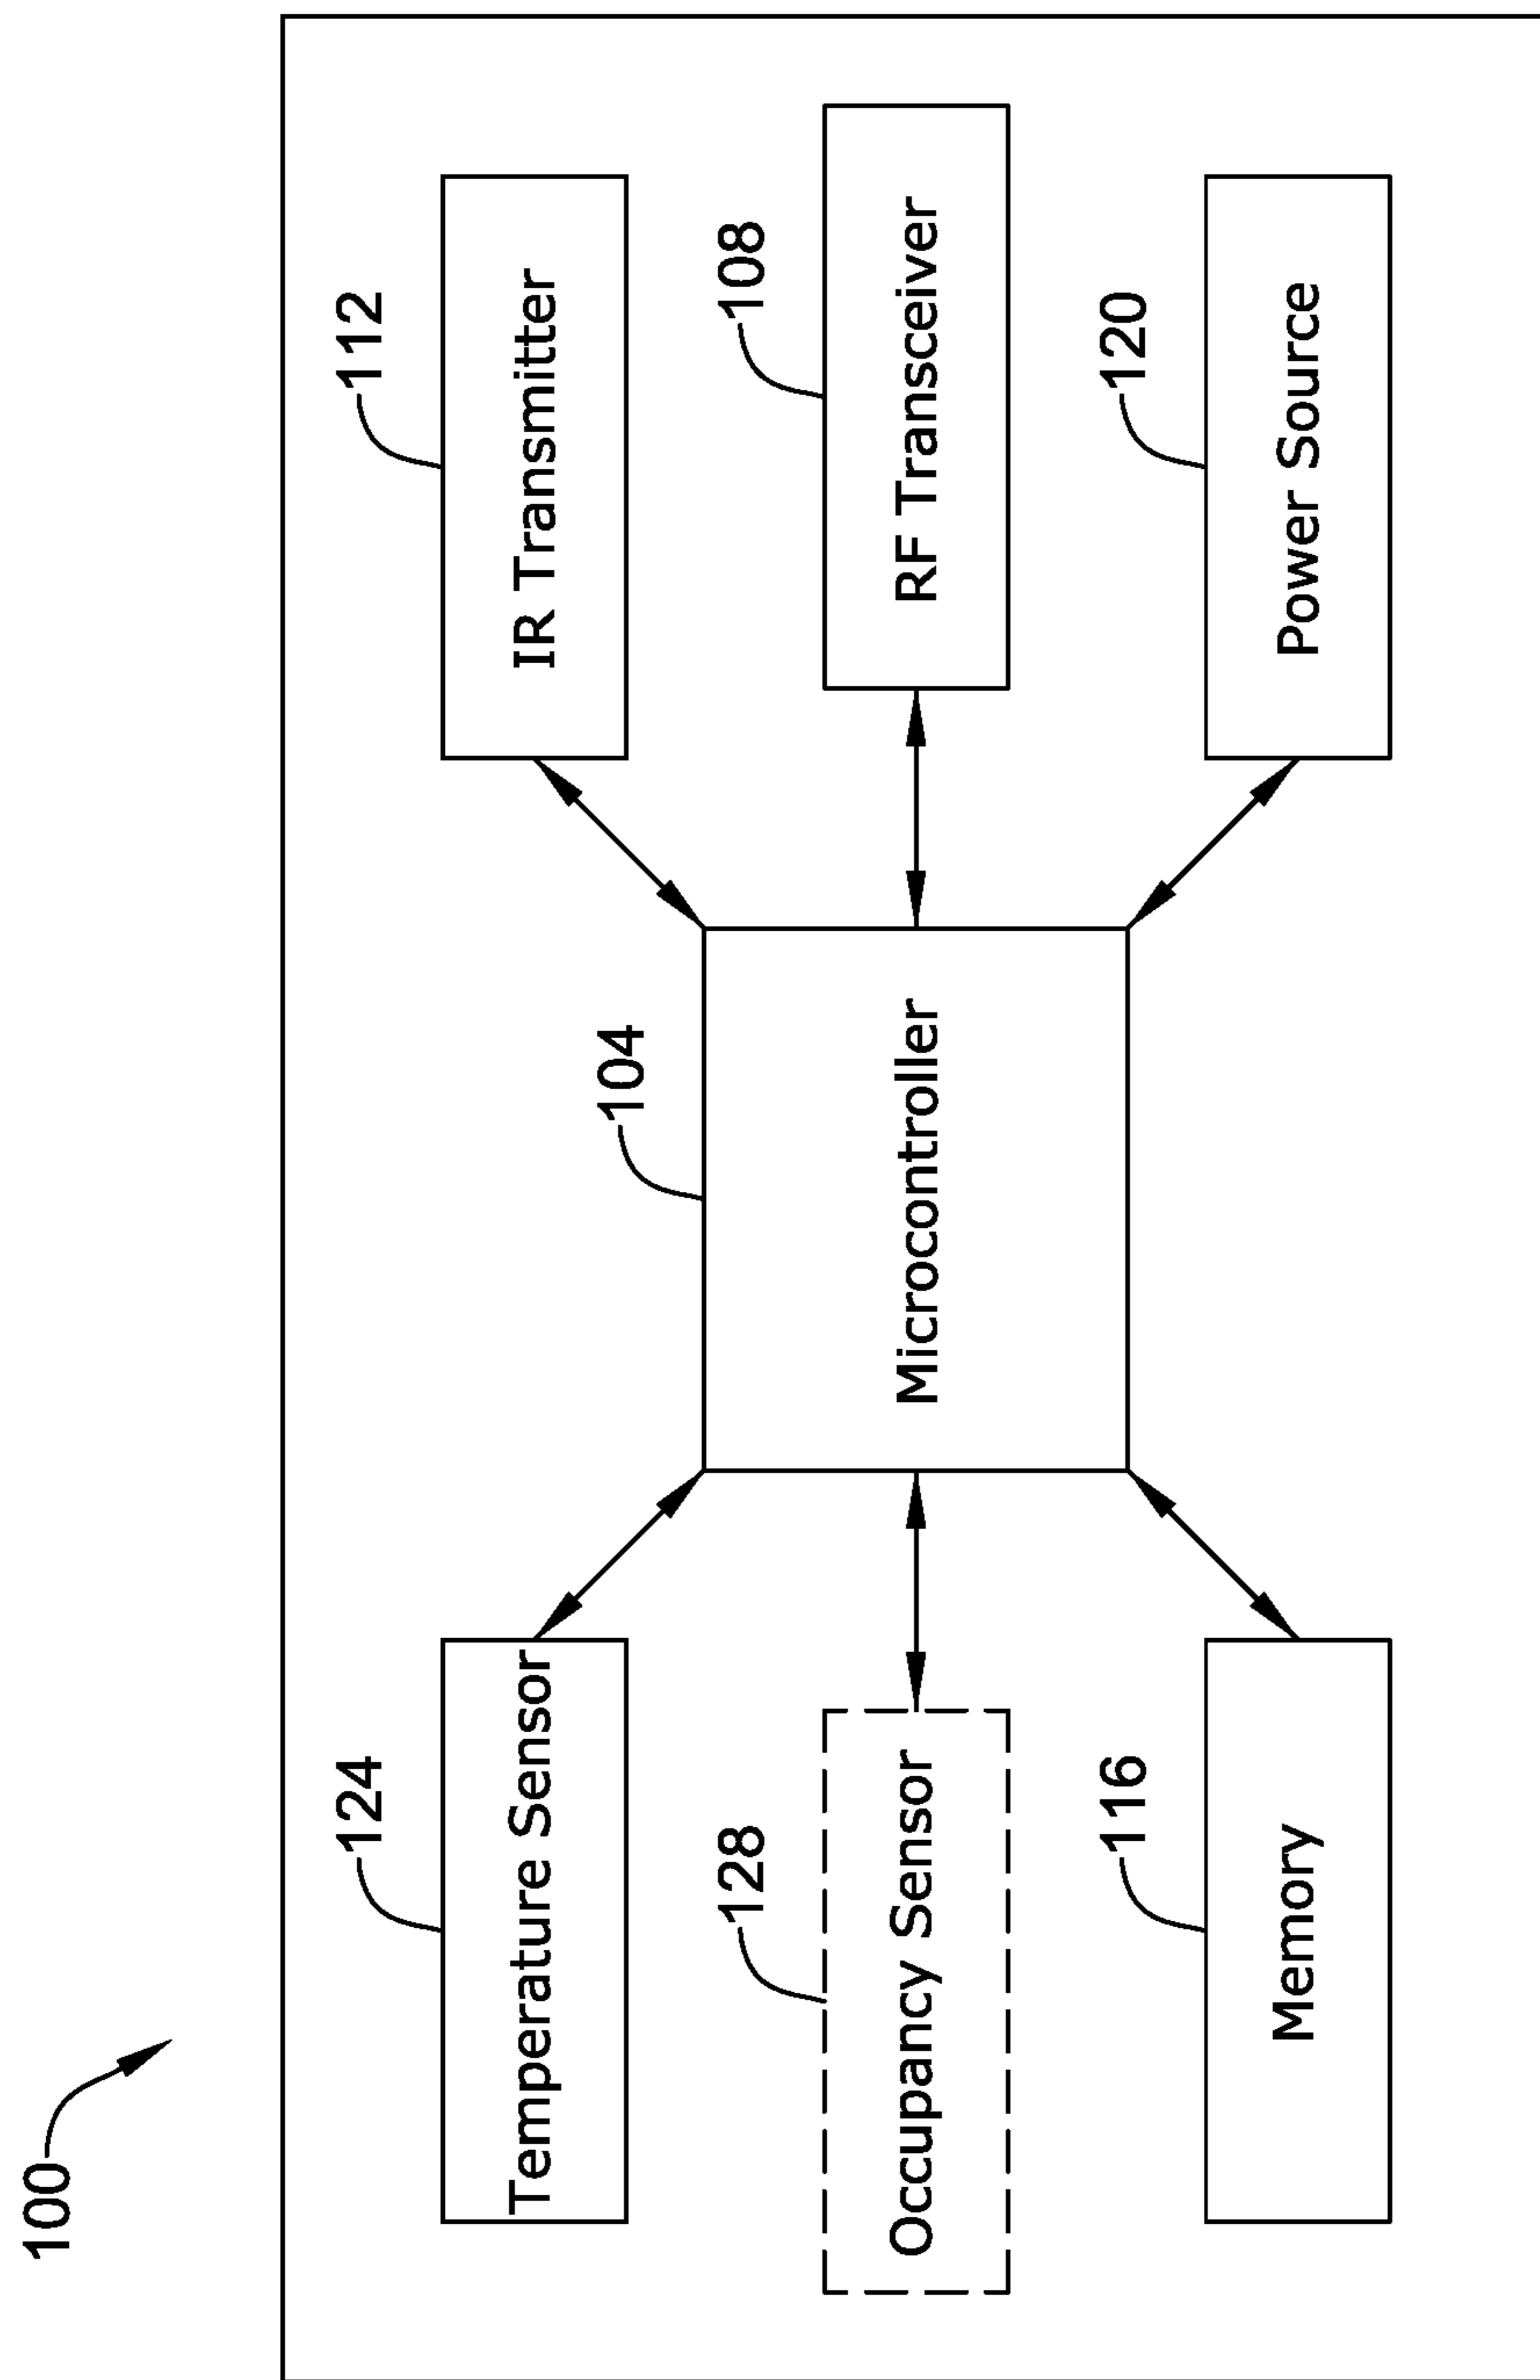 100
124
Temperature Sensor
104
112
IR Transmitter
128
Occupancy Sensor
Microcontroller
108
RF Transceiver
116
Memory
120
Power Source